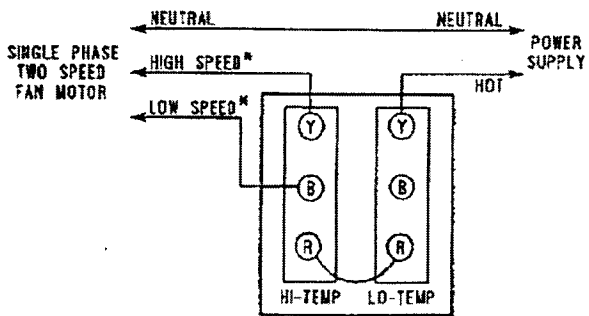 NEUTRAL NEUTRAL
SINGLE PHASE
TWO SPEED
FAN MOTOR
HIGH SPEED*
LOW SPEED*
POWER
SUPPLY
HOT
Y Y
B B
R R
HI-TEMP LO-TEMP